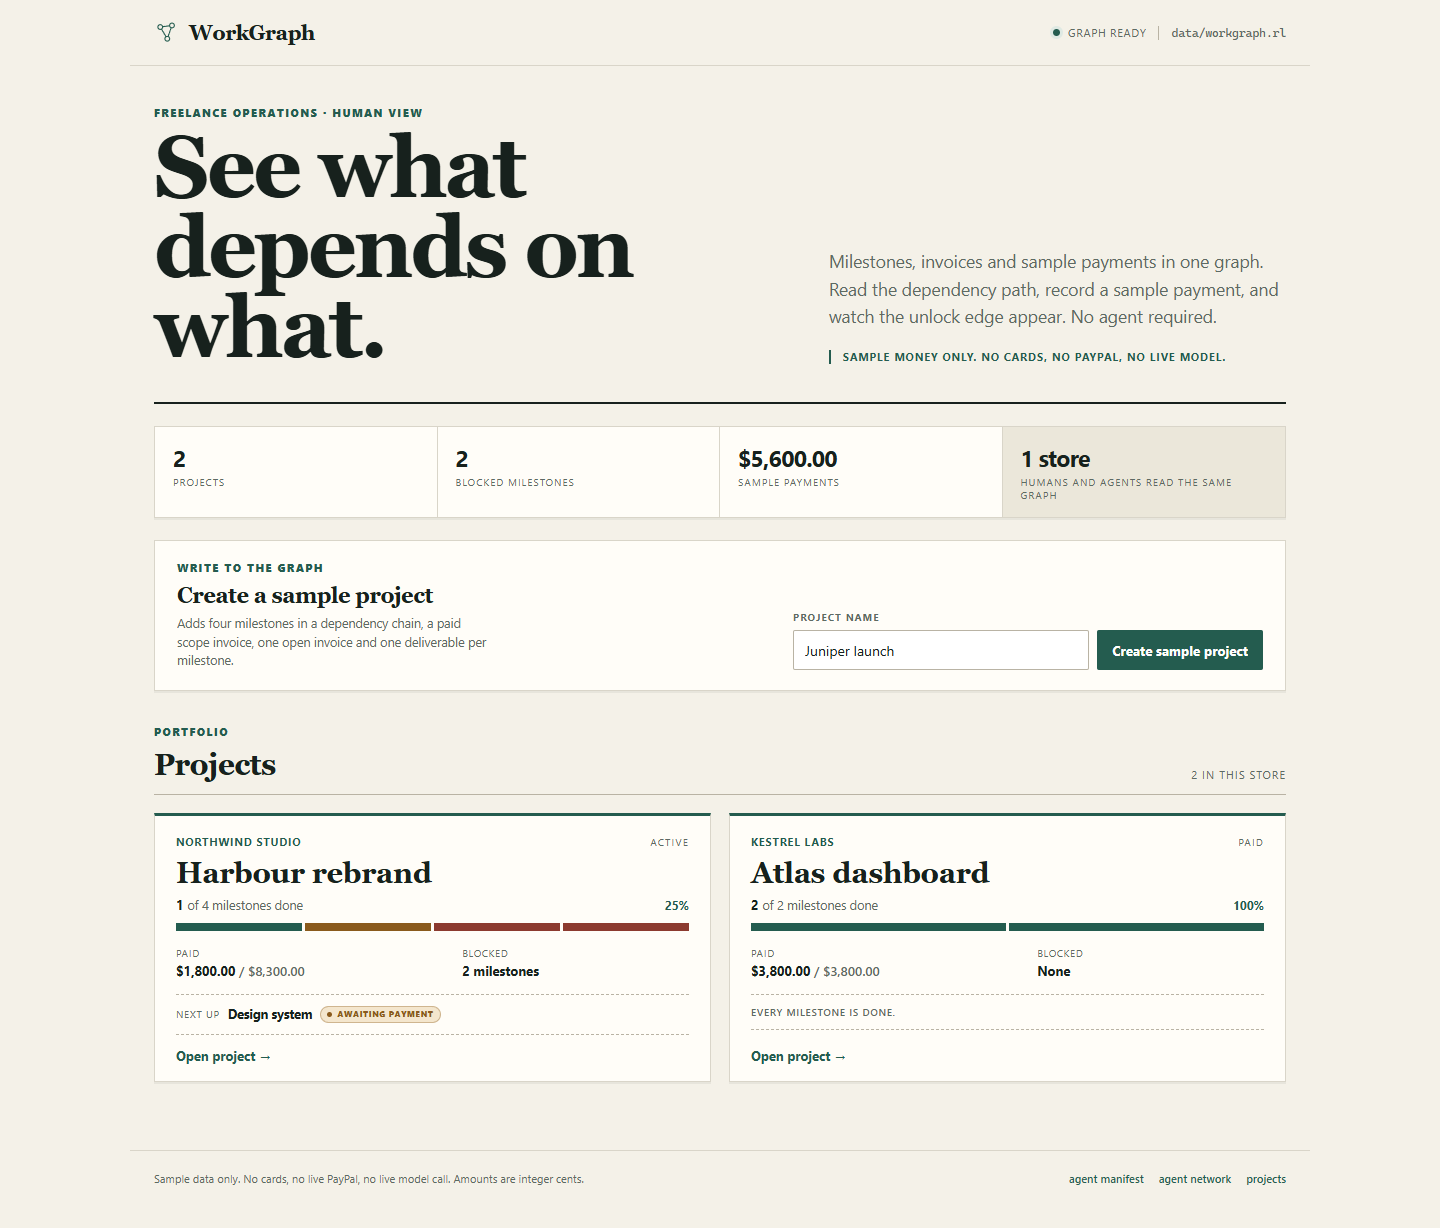 WorkGraph
GRAPH READY
data/workgraph.rl
FREELANCE OPERATIONS · HUMAN VIEW
See what
depends on
what.
Milestones, invoices and sample payments in one graph.
Read the dependency path, record a sample payment, and
watch the unlock edge appear. No agent required.
SAMPLE MONEY ONLY. NO CARDS, NO PAYPAL, NO LIVE MODEL.
2
PROJECTS
2
BLOCKED MILESTONES
$5,600.00
SAMPLE PAYMENTS
1 store
HUMANS AND AGENTS READ THE SAME
GRAPH
WRITE TO THE GRAPH
Create a sample project
Adds four milestones in a dependency chain, a paid
scope invoice, one open invoice and one deliverable per
milestone.
PROJECT NAME
Juniper launch
Create sample project
PORTFOLIO
Projects
2 IN THIS STORE
NORTHWIND STUDIO
ACTIVE
Harbour rebrand
1 of 4 milestones done
25%
PAID
$1,800.00 / $8,300.00
BLOCKED
2 milestones
NEXT UP Design system AWAITING PAYMENT
Open project →
KESTREL LABS
PAID
Atlas dashboard
2 of 2 milestones done
100%
PAID
$3,800.00 / $3,800.00
BLOCKED
None
EVERY MILESTONE IS DONE.
Open project →
Sample data only. No cards, no live PayPal, no live model call. Amounts are integer cents.
agent manifest agent network projects